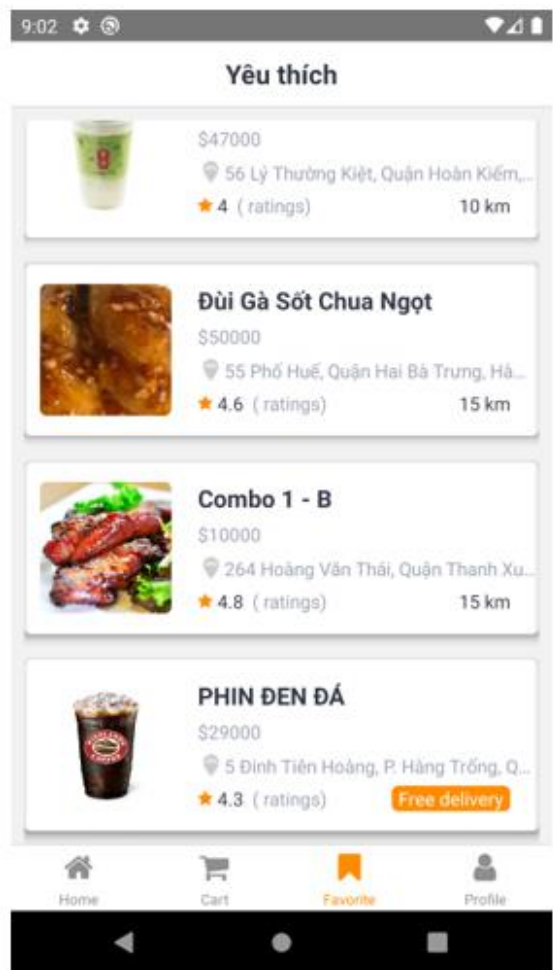 9:02
Yêu thích
$47000
56 Lý Thường Kiệt, Quận Hoàn Kiếm,...
4 ( ratings)
10 km
Đùi Gà Sốt Chua Ngọt
$50000
55 Phố Huế, Quận Hai Bà Trưng, Hà...
4.6 ( ratings)
15 km
Combo 1 - B
$10000
264 Hoàng Văn Thái, Quận Thanh Xu...
4.8 ( ratings)
15 km
PHIN ĐEN ĐÁ
$29000
5 Đinh Tiên Hoàng, P. Hàng Trống, Q...
4.3 ( ratings)
Free delivery
Home
Cart
Favorite
Profile